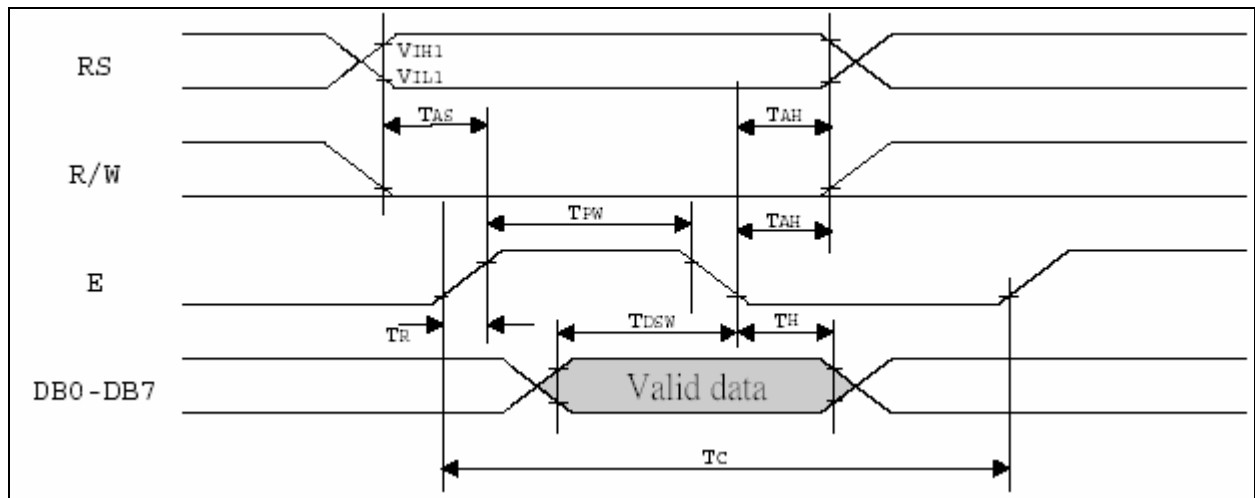 RS
VIH1
VIL1
TAS
TAH
R/W
TPW
TAH
E
TR
TDSW
TH
DB0-DB7
Valid data
TC